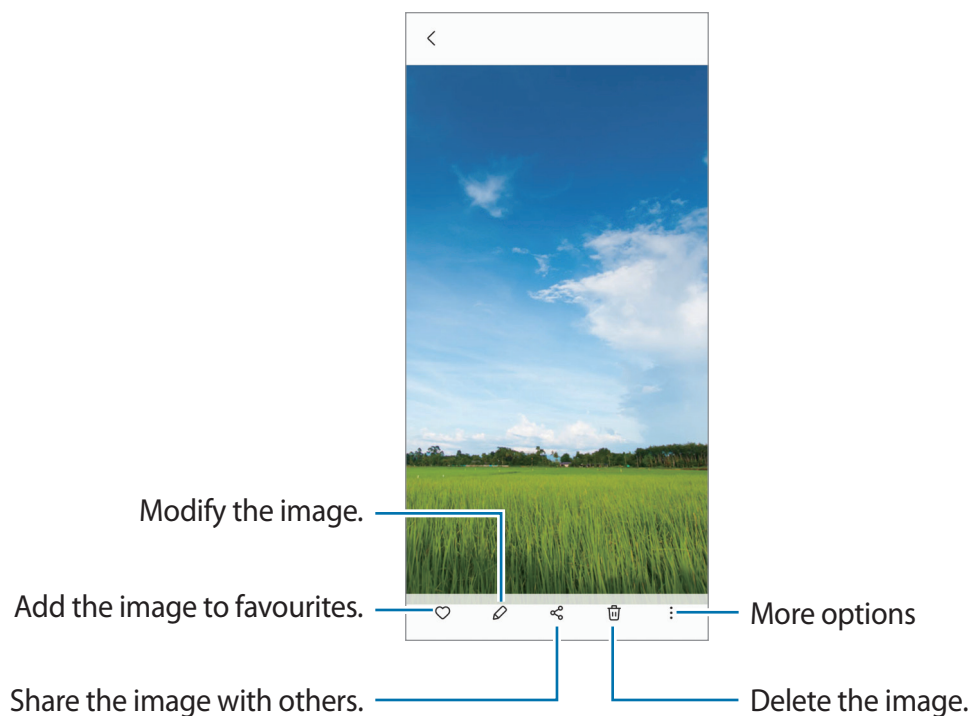 Modify the image.
Add the image to favourites.
More options
Share the image with others.
Delete the image.